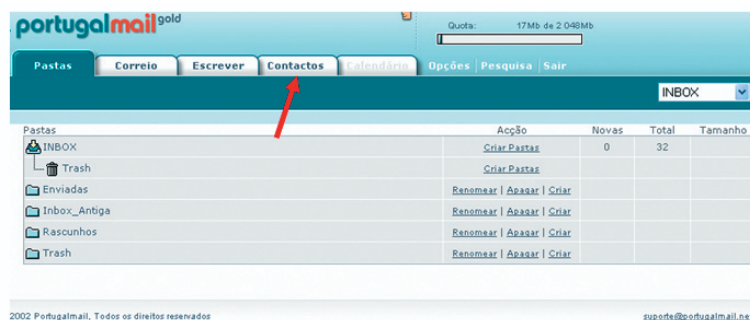 portugalmail gold
Quota: 17Mb de 2 048Mb
Pastas Correio Escrever Contactos Calendário Opções Pesquisa Sair
INBOX
Pastas Acção Novas Total Tamanho
INBOX Criar Pastas 0 32
Trash Criar Pastas
Enviadas Renomear | Apagar | Criar
Inbox_Antiga Renomear | Apagar | Criar
Rascunhos Renomear | Apagar | Criar
Trash Renomear | Apagar | Criar
2002 Portugalmail, Todos os direitos reservados suporte@portugalmail.ne